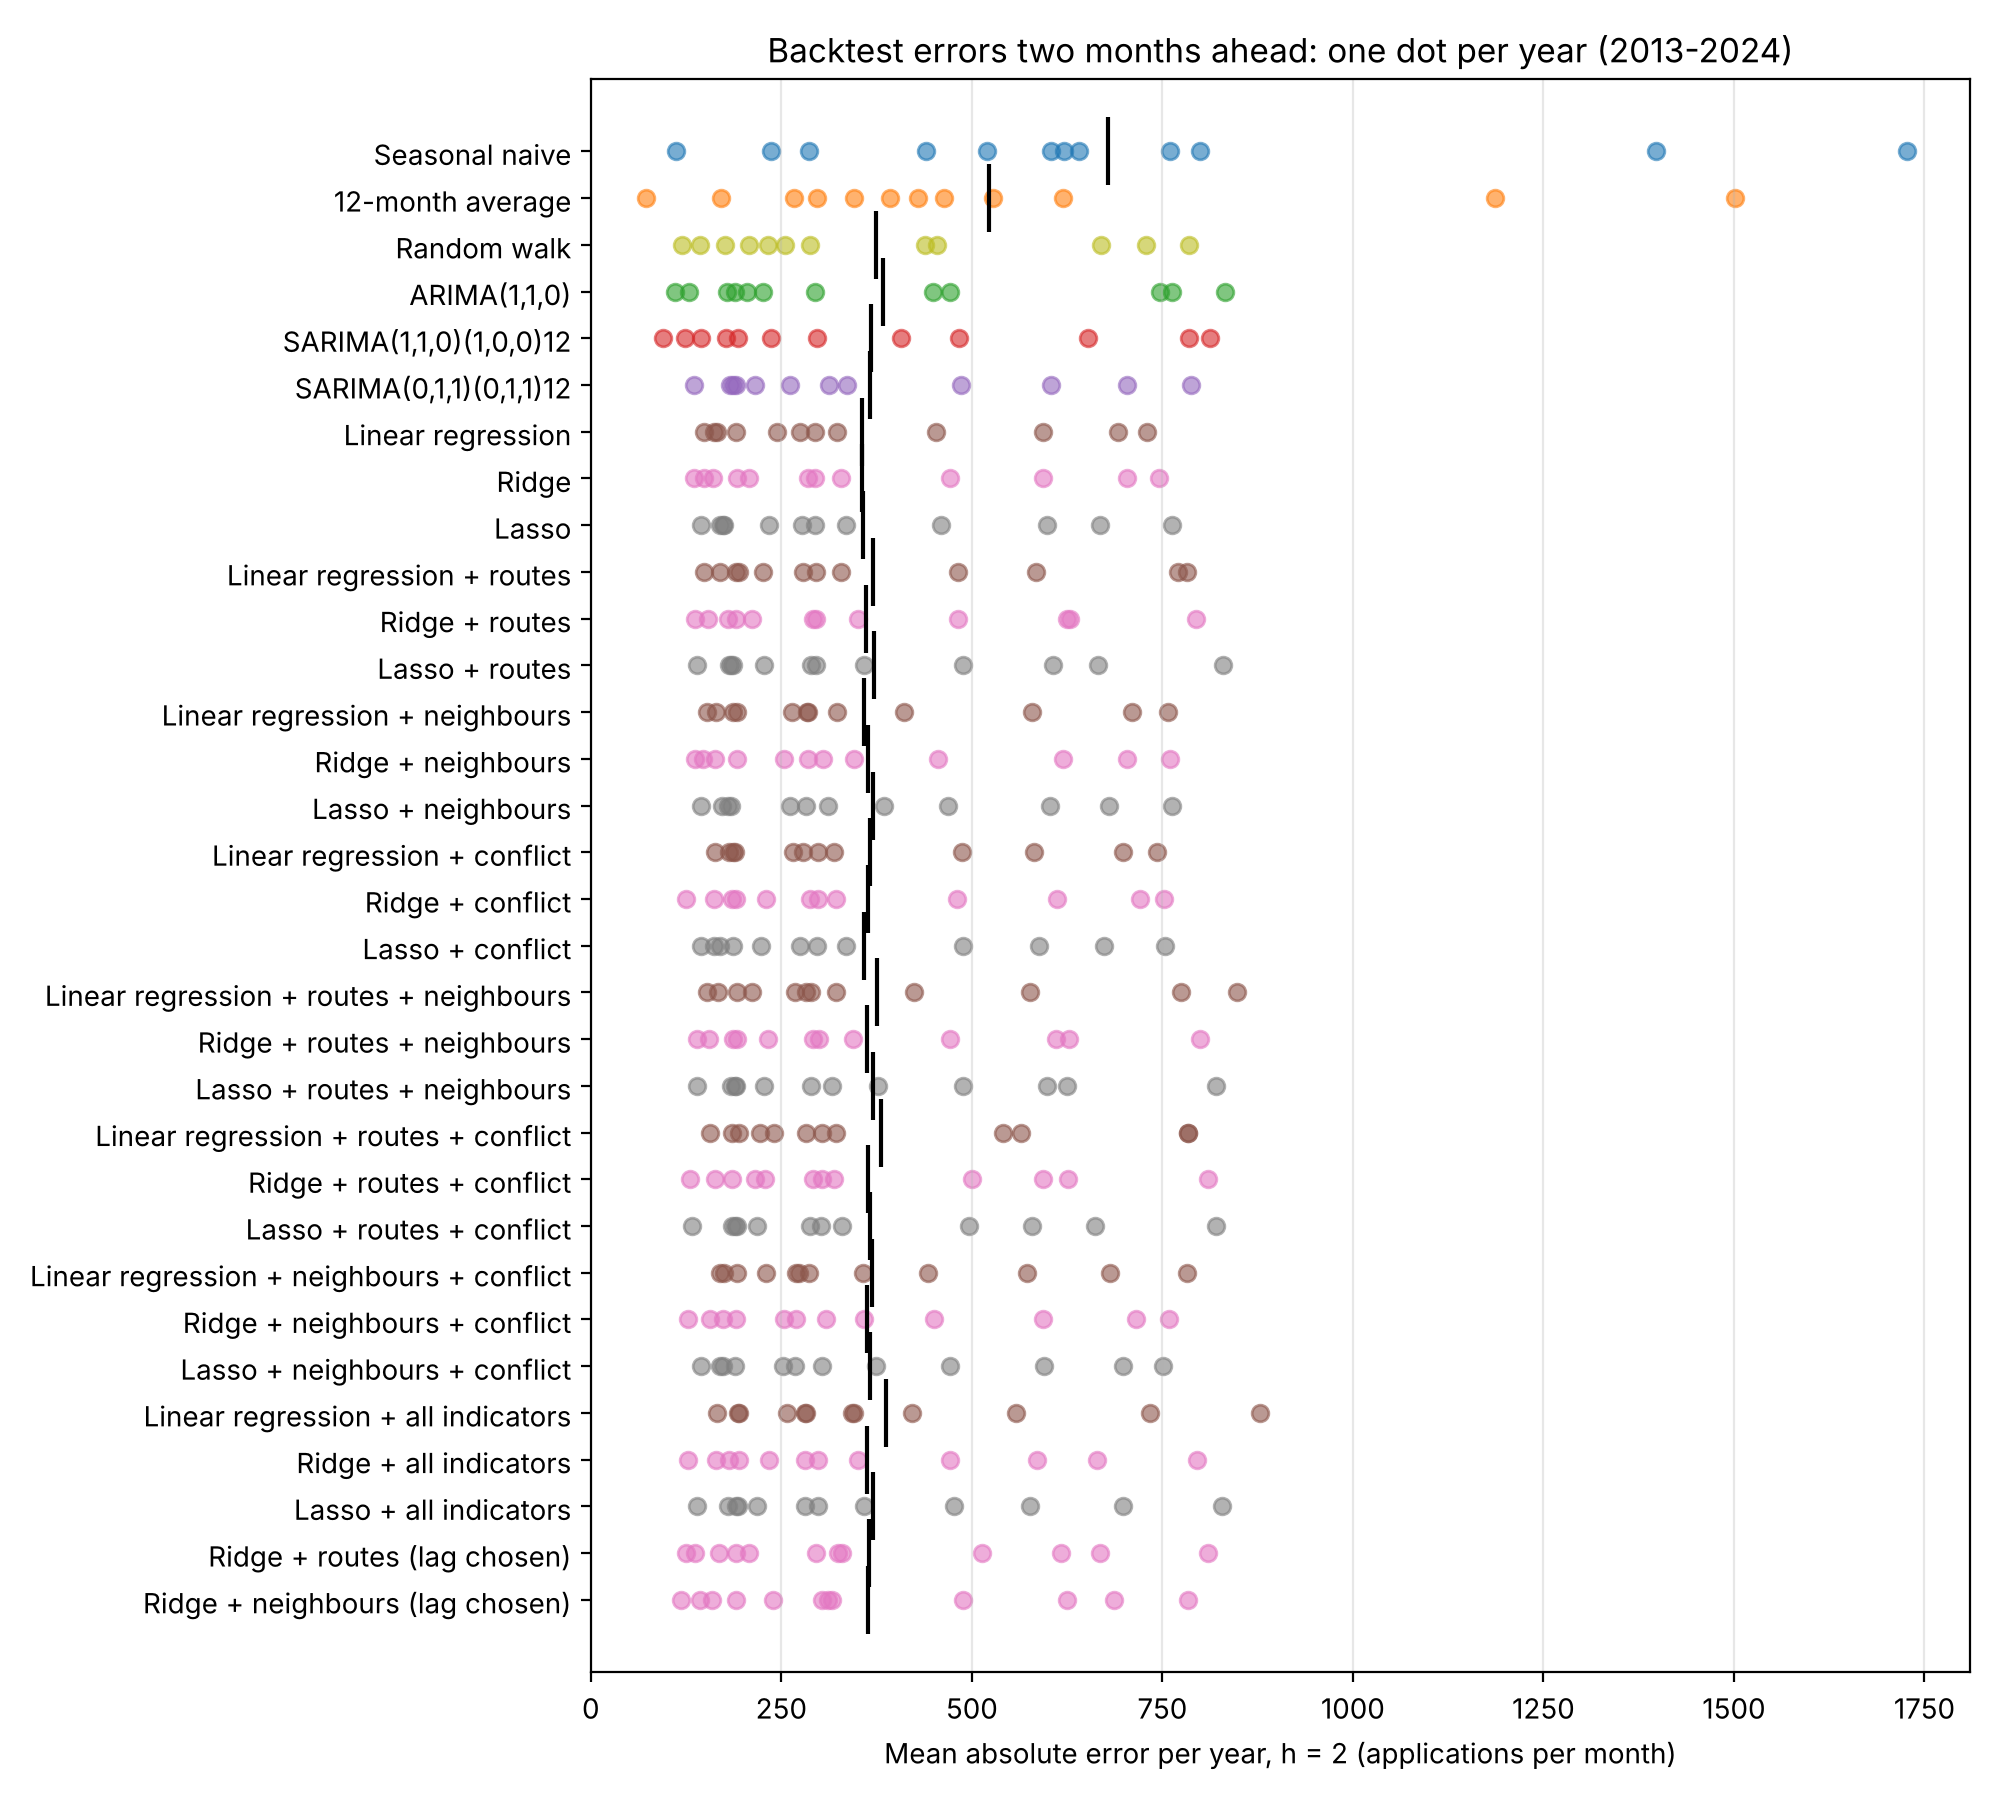 Backtest errors two months ahead: one dot per year (2013-2024)
Seasonal naive
12-month average
Random walk
ARIMA(1,1,0)
SARIMA(1,1,0)(1,0,0)12
SARIMA(0,1,1)(0,1,1)12
Linear regression
Ridge
Lasso
Linear regression + routes
Ridge + routes
Lasso + routes
Linear regression + neighbours
Ridge + neighbours
Lasso + neighbours
Linear regression + conflict
Ridge + conflict
Lasso + conflict
Linear regression + routes + neighbours
Ridge + routes + neighbours
Lasso + routes + neighbours
Linear regression + routes + conflict
Ridge + routes + conflict
Lasso + routes + conflict
Linear regression + neighbours + conflict
Ridge + neighbours + conflict
Lasso + neighbours + conflict
Linear regression + all indicators
Ridge + all indicators
Lasso + all indicators
Ridge + routes (lag chosen)
Ridge + neighbours (lag chosen)
0 250 500 750 1000 1250 1500 1750
Mean absolute error per year, h = 2 (applications per month)